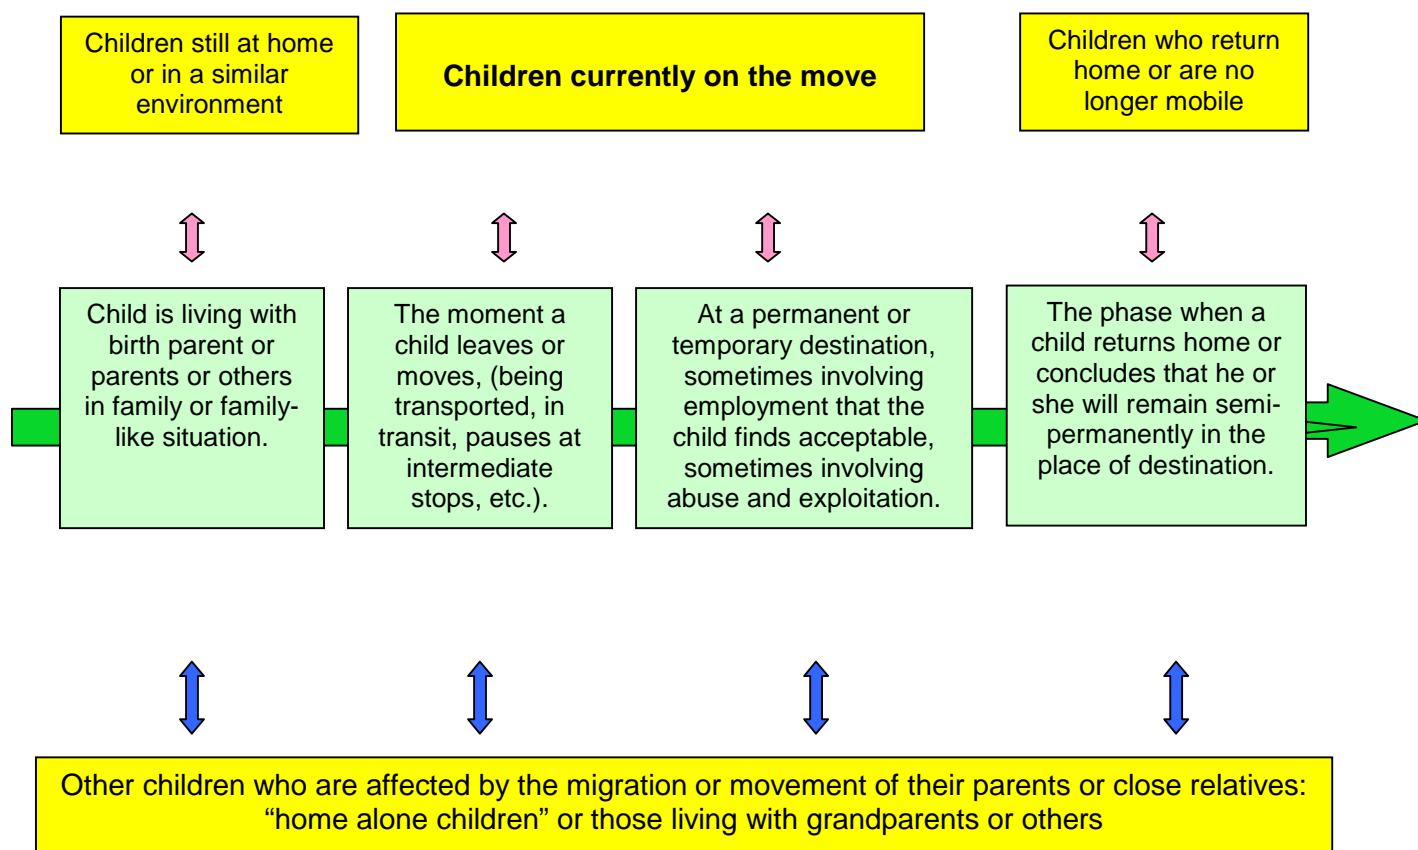 Children still at home
or in a similar
environment
Children currently on the move
Children who return
home or are no
longer mobile
Child is living with
birth parent or
parents or others
in family or family-
like situation.
The moment a
child leaves or
moves, (being
transported, in
transit, pauses at
intermediate
stops, etc.).
At a permanent or
temporary destination,
sometimes involving
employment that the
child finds acceptable,
sometimes involving
abuse and exploitation.
The phase when a
child returns home or
concludes that he or
she will remain semi-
permanently in the
place of destination.
Other children who are affected by the migration or movement of their parents or close relatives:
“home alone children” or those living with grandparents or others